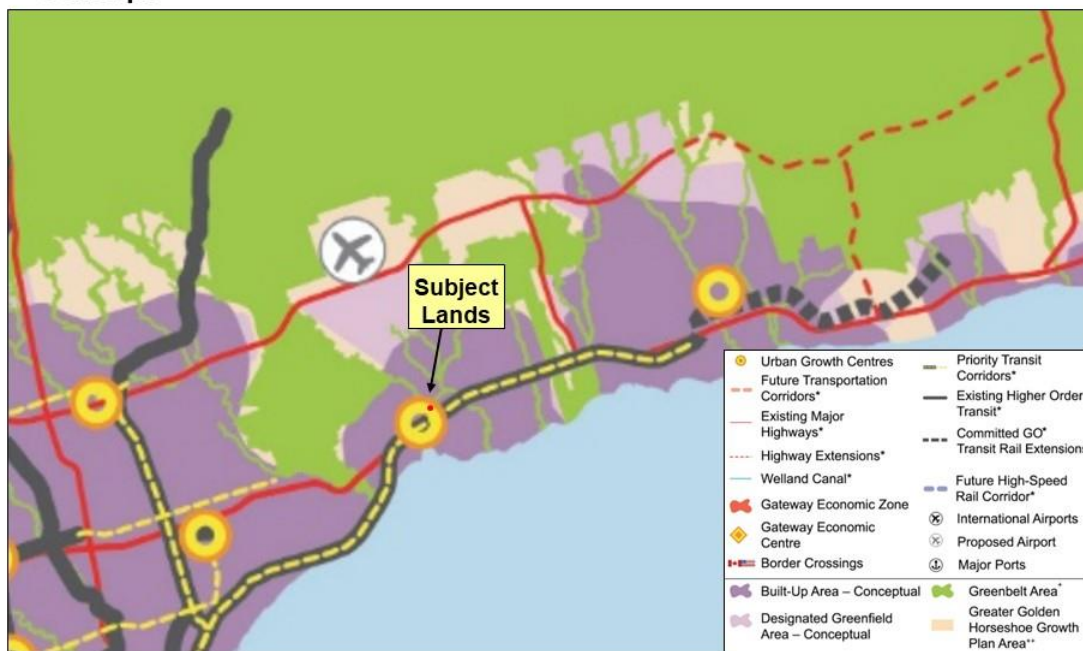 Subject
Lands
Urban Growth Centres
Future Transportation
Corridors*
Existing Major
Highways*
Highway Extensions*
Welland Canal*
Gateway Economic Zone
Gateway Economic
Centre
Border Crossings
Priority Transit
Corridors*
Existing Higher Order
Transit*
Committed GO*
Transit Rail Extensions
Future High-Speed
Rail Corridor*
International Airports
Proposed Airport
Major Ports
Built-Up Area – Conceptual
Designated Greenfield
Area – Conceptual
Greenbelt Area*
Greater Golden
Horseshoe Growth
Plan Area**